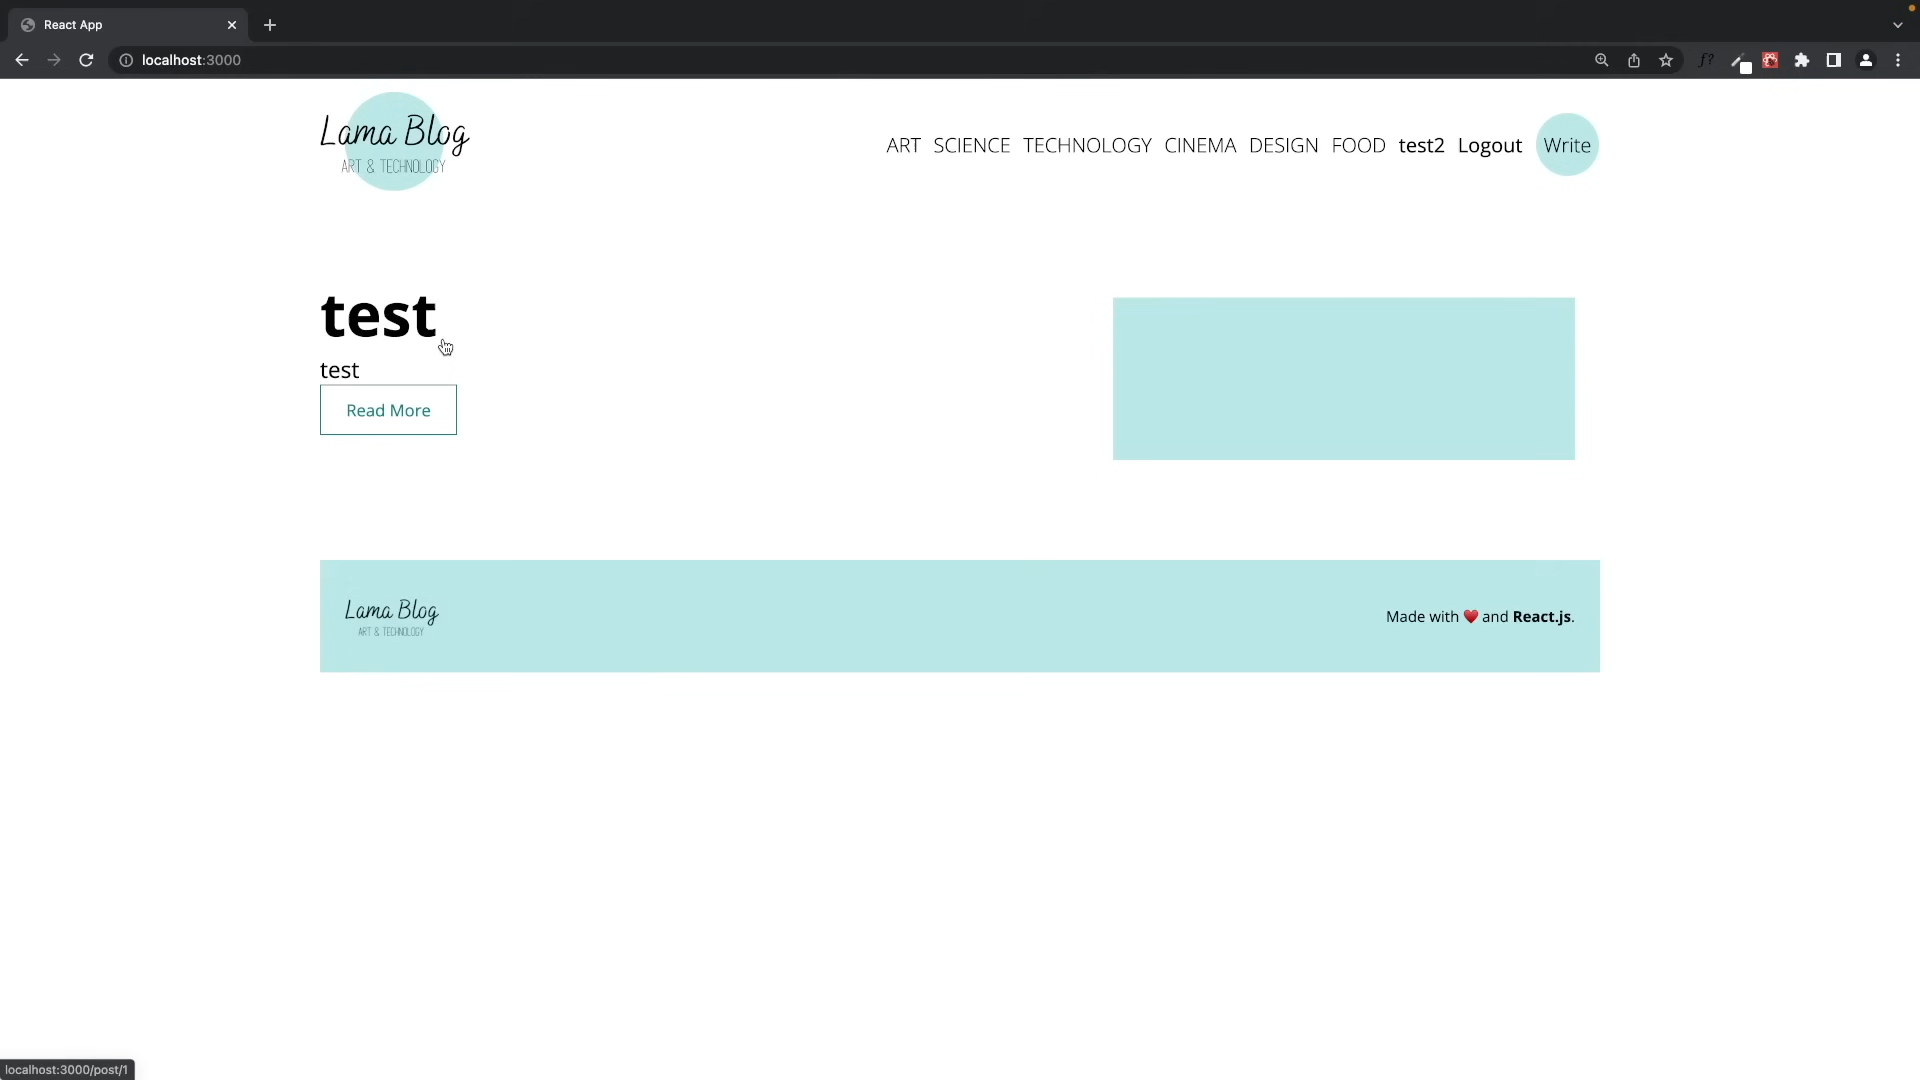 React App
localhost:3000
f?
Lama Blog
ART & TECHNOLOGY
ART SCIENCE TECHNOLOGY CINEMA DESIGN FOOD test2 Logout Write
test
test
Read More
Lama Blog
ART & TECHNOLOGY
Made with ❤️ and React.js.
localhost:3000/post/1